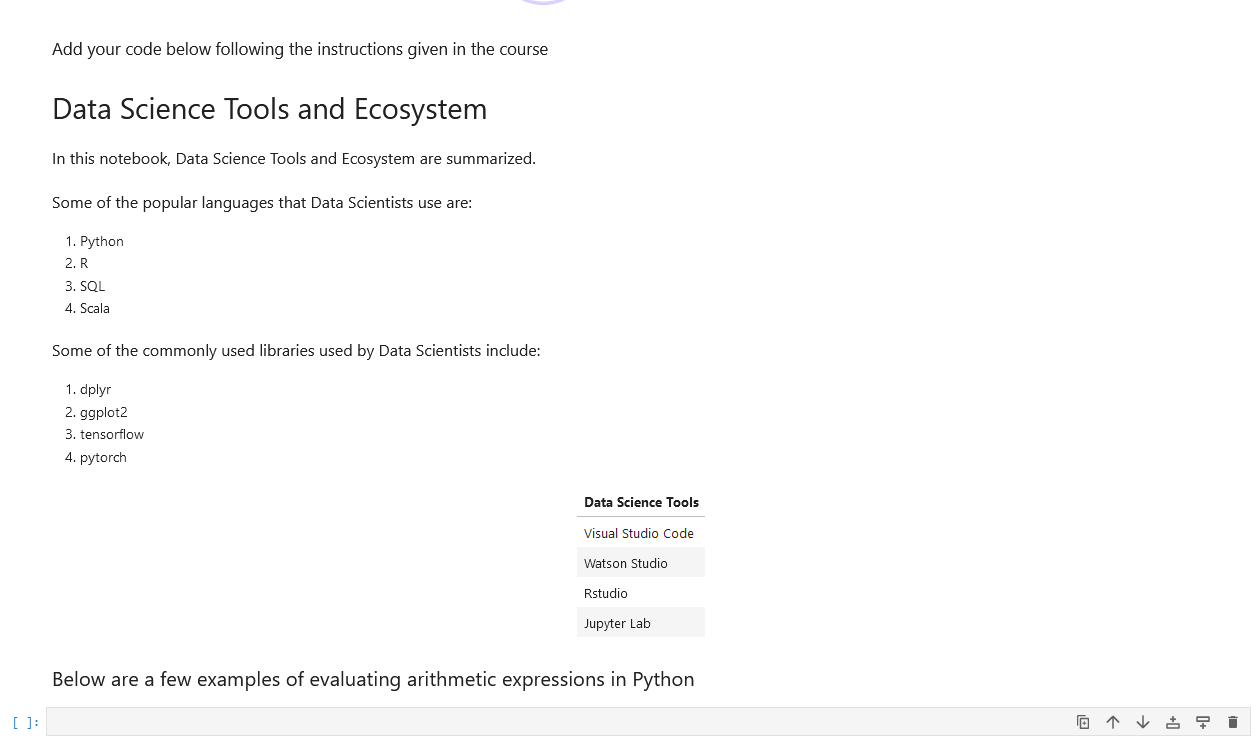 Add your code below following the instructions given in the course
Data Science Tools and Ecosystem
In this notebook, Data Science Tools and Ecosystem are summarized.
Some of the popular languages that Data Scientists use are:
1. Python
2. R
3. SQL
4. Scala
Some of the commonly used libraries used by Data Scientists include:
1. dplyr
2. ggplot2
3. tensorflow
4. pytorch
Data Science Tools
Visual Studio Code
Watson Studio
Rstudio
Jupyter Lab
Below are a few examples of evaluating arithmetic expressions in Python
[ ]: